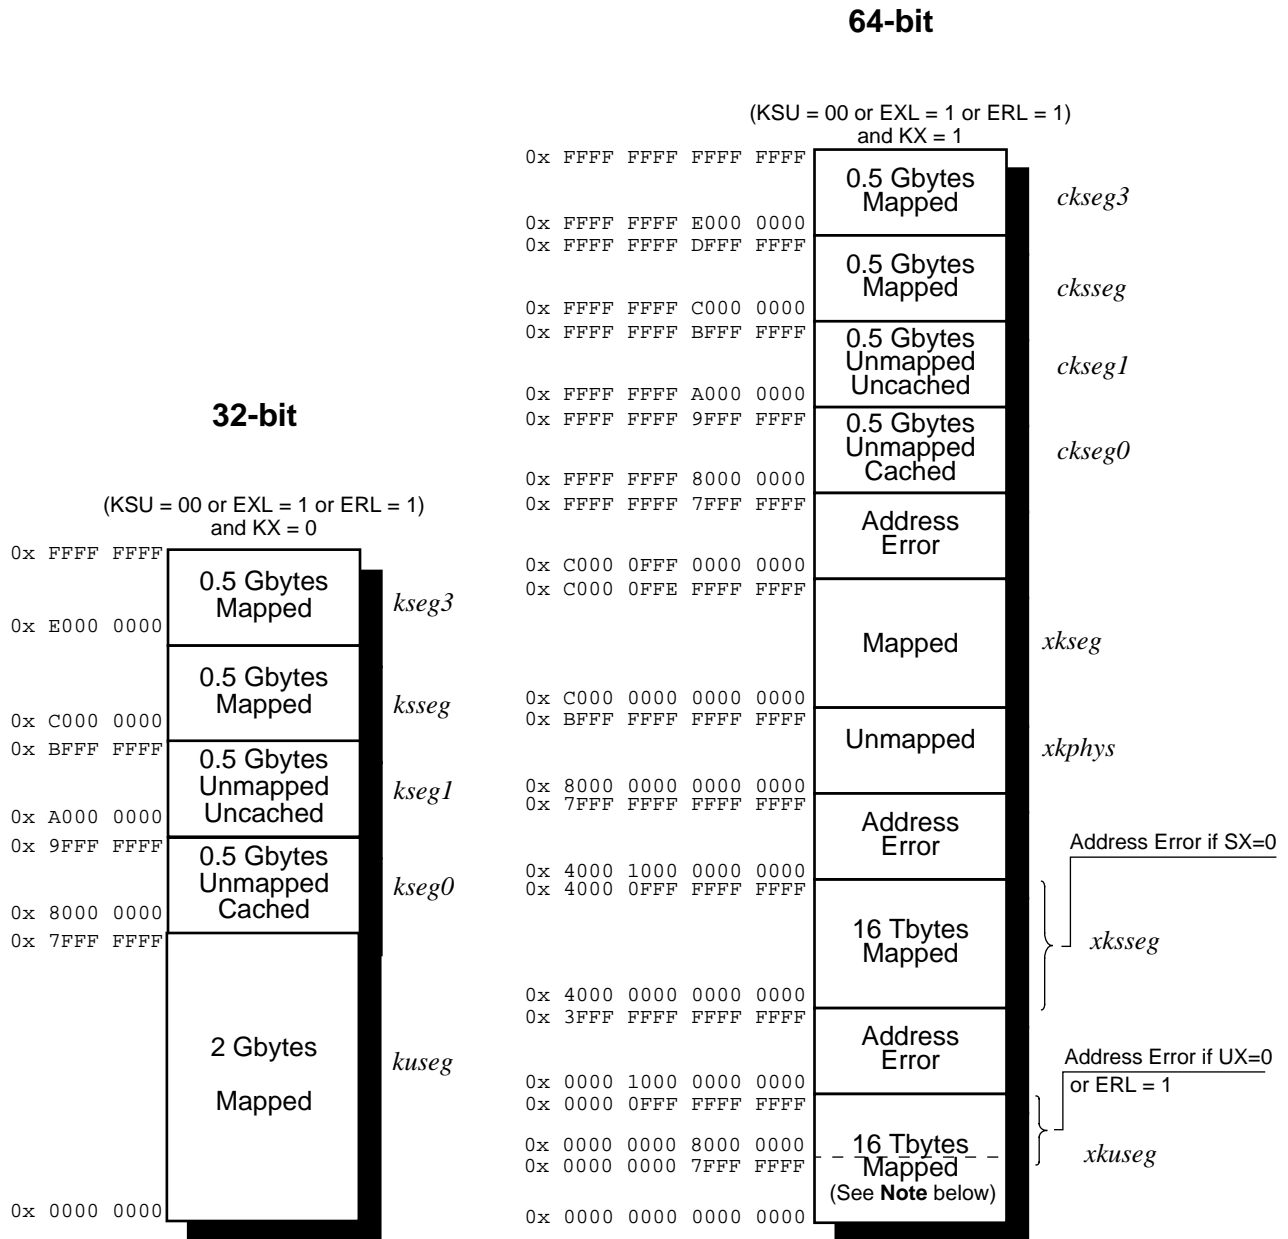 64-bit
(KSU = 00 or EXL = 1 or ERL = 1)
and KX = 1
0x FFFF FFFF FFFF FFFF
0.5 Gbytes
Mapped
ckseg3
0x FFFF FFFF E000 0000
0x FFFF FFFF DFFF FFFF
0.5 Gbytes
Mapped
cksseg
0x FFFF FFFF C000 0000
0x FFFF FFFF BFFF FFFF
0.5 Gbytes
Unmapped
Uncached
ckseg1
0x FFFF FFFF A000 0000
0x FFFF FFFF 9FFF FFFF
0.5 Gbytes
Unmapped
Cached
ckseg0
0x FFFF FFFF 8000 0000
0x FFFF FFFF 7FFF FFFF
Address
Error
0x C000 0FFF 0000 0000
0x C000 0FFE FFFF FFFF
Mapped
xkseg
0x C000 0000 0000 0000
0x BFFF FFFF FFFF FFFF
Unmapped
xkphys
0x 8000 0000 0000 0000
0x 7FFF FFFF FFFF FFFF
Address
Error
0x 4000 1000 0000 0000
0x 4000 0FFF FFFF FFFF
Address Error if SX=0
16 Tbytes
Mapped
xksseg
0x 4000 0000 0000 0000
0x 3FFF FFFF FFFF FFFF
Address
Error
0x 0000 1000 0000 0000
0x 0000 0FFF FFFF FFFF
Address Error if UX=0
or ERL = 1
0x 0000 0000 8000 0000
0x 0000 0000 7FFF FFFF
16 Tbytes
Mapped
(See Note below)
xkuseg
0x 0000 0000 0000 0000
32-bit
(KSU = 00 or EXL = 1 or ERL = 1)
and KX = 0
0x FFFF FFFF
0.5 Gbytes
Mapped
kseg3
0x E000 0000
0.5 Gbytes
Mapped
ksseg
0x C000 0000
0x BFFF FFFF
0.5 Gbytes
Unmapped
Uncached
kseg1
0x A000 0000
0x 9FFF FFFF
0.5 Gbytes
Unmapped
Cached
kseg0
0x 8000 0000
0x 7FFF FFFF
2 Gbytes
Mapped
kuseg
0x 0000 0000